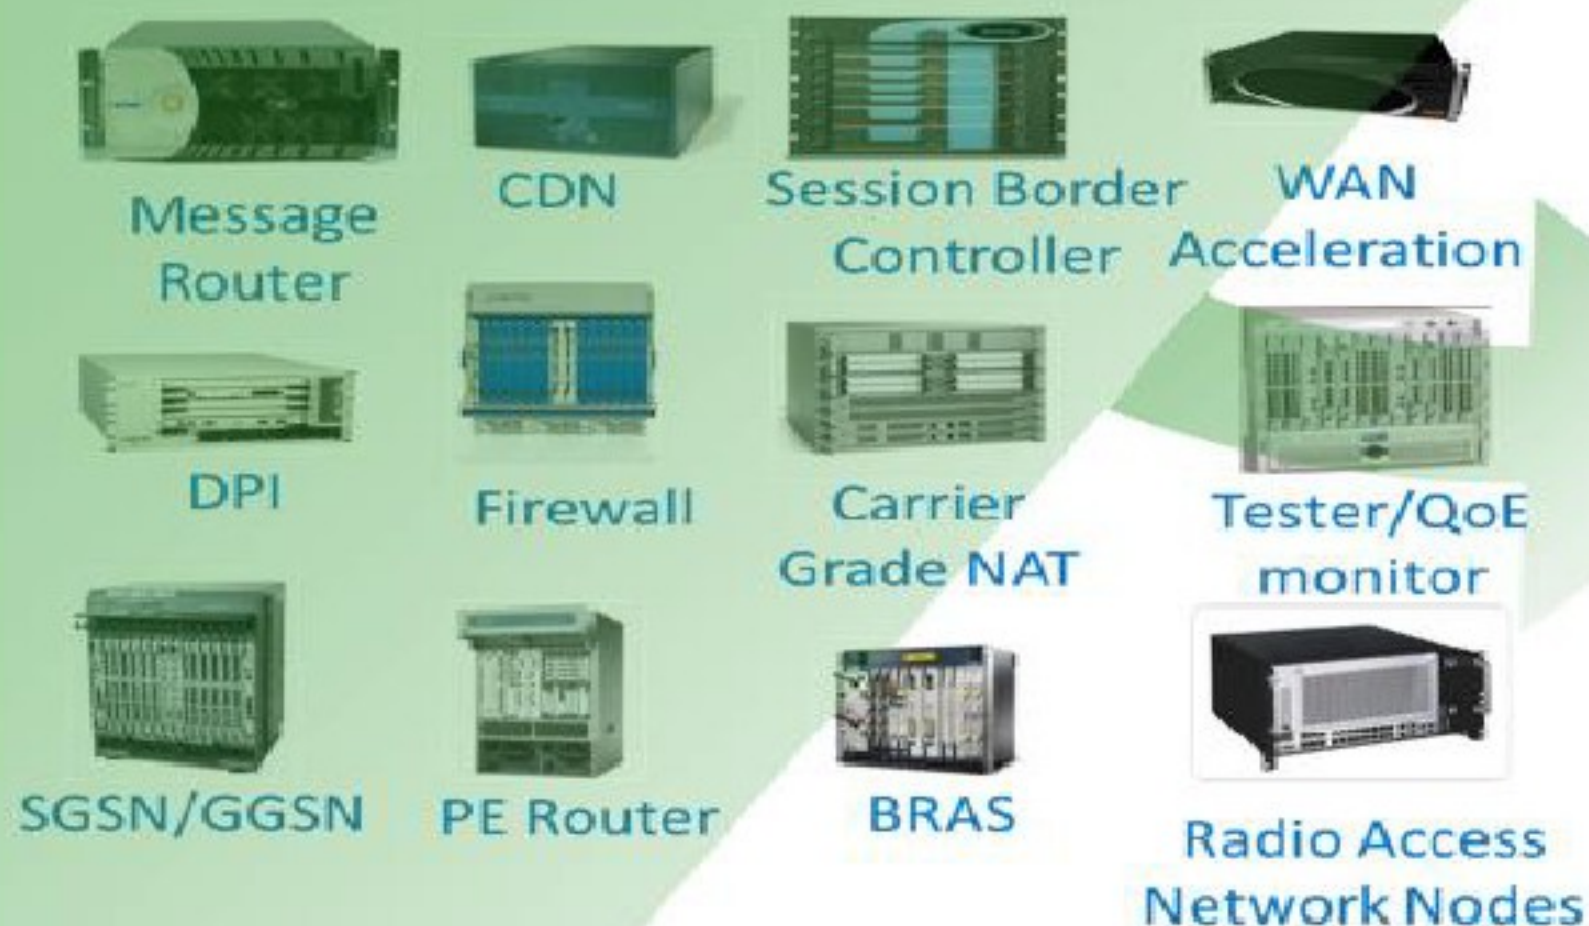 Message
Router
CDN
Session Border
Controller
WAN
Acceleration
DPI
Firewall
Carrier
Grade NAT
Tester/QoE
monitor
SGSN/GGSN
PE Router
BRAS
Radio Access
Network Nodes